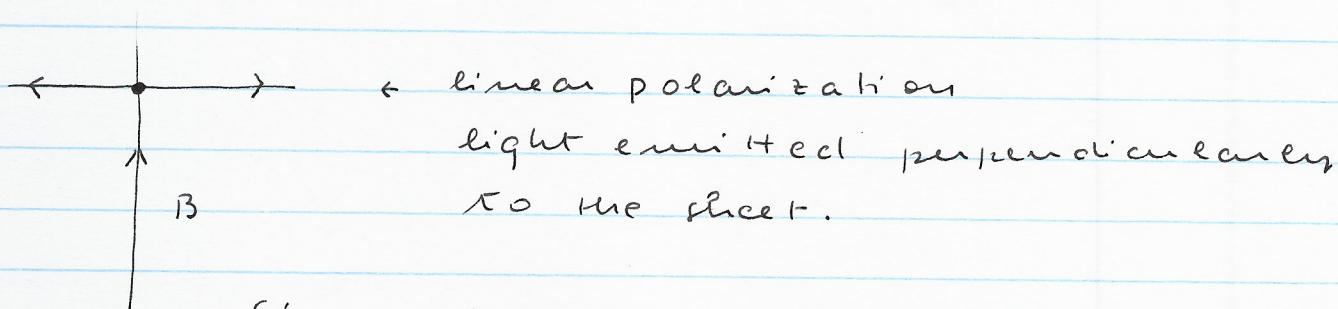 ← linear polarization
light emitted perpendicularly
B
to the sheet.